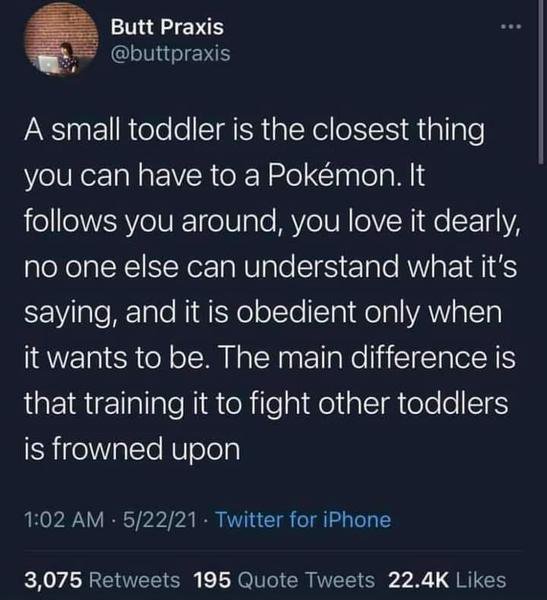 Butt Praxis
@buttpraxis
A small toddler is the closest thing
you can have to a Pokémon. It
follows you around, you love it dearly,
no one else can understand what it's
saying, and it is obedient only when
it wants to be. The main difference is
that training it to fight other toddlers
is frowned upon
1:02 AM · 5/22/21 · Twitter for iPhone
3,075 Retweets 195 Quote Tweets 22.4K Likes